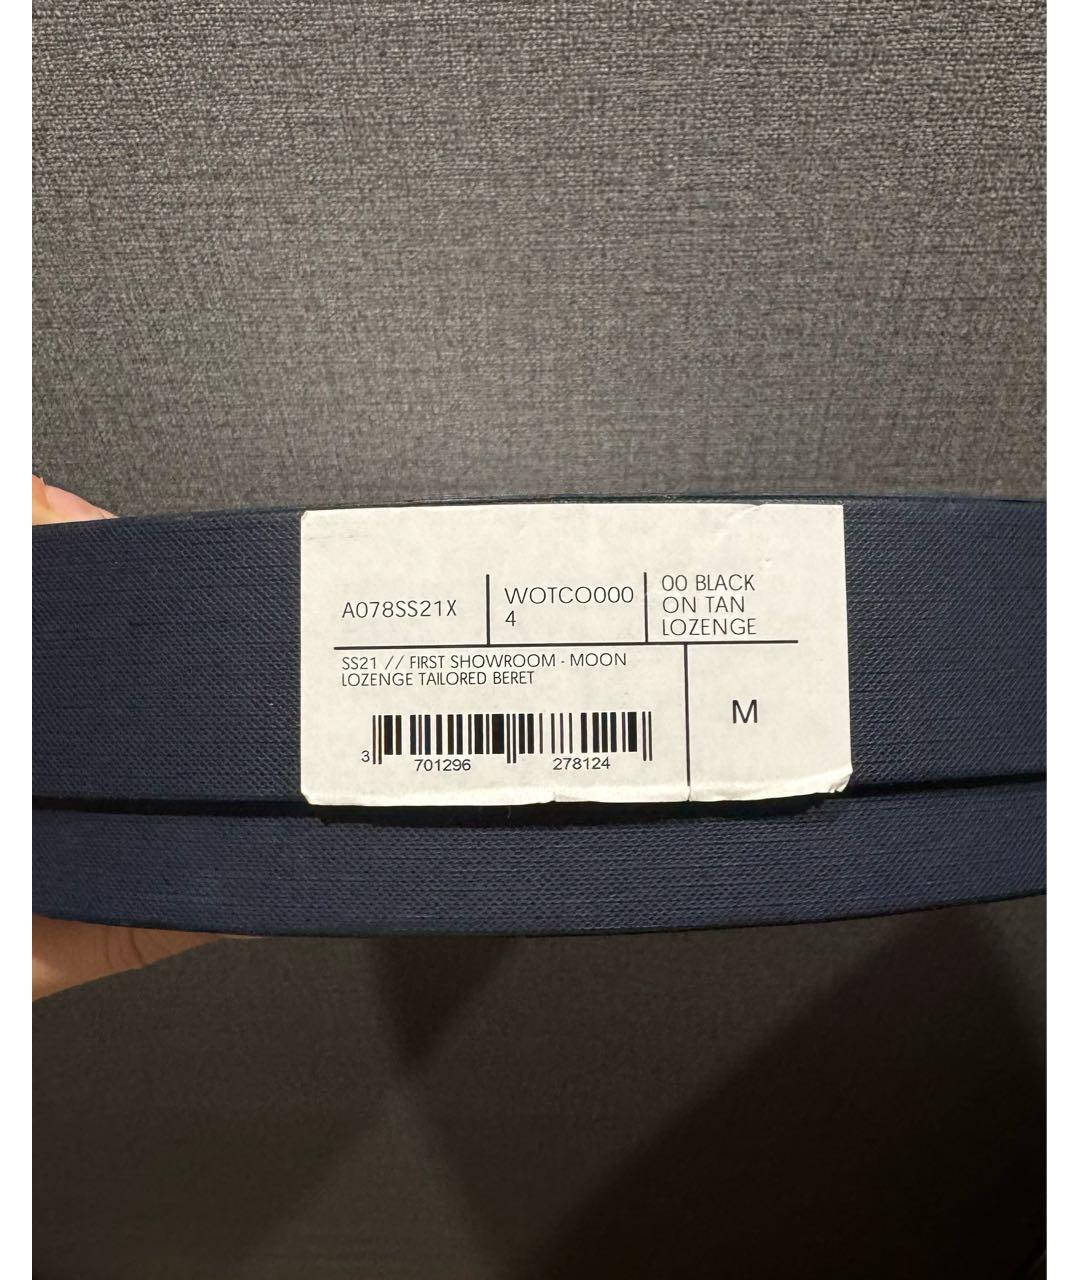 A078SS21X
WOTCO000
4
00 BLACK
ON TAN
LOZENGE
SS21 // FIRST SHOWROOM - MOON
LOZENGE TAILORED BERET
M
3 701296 278124